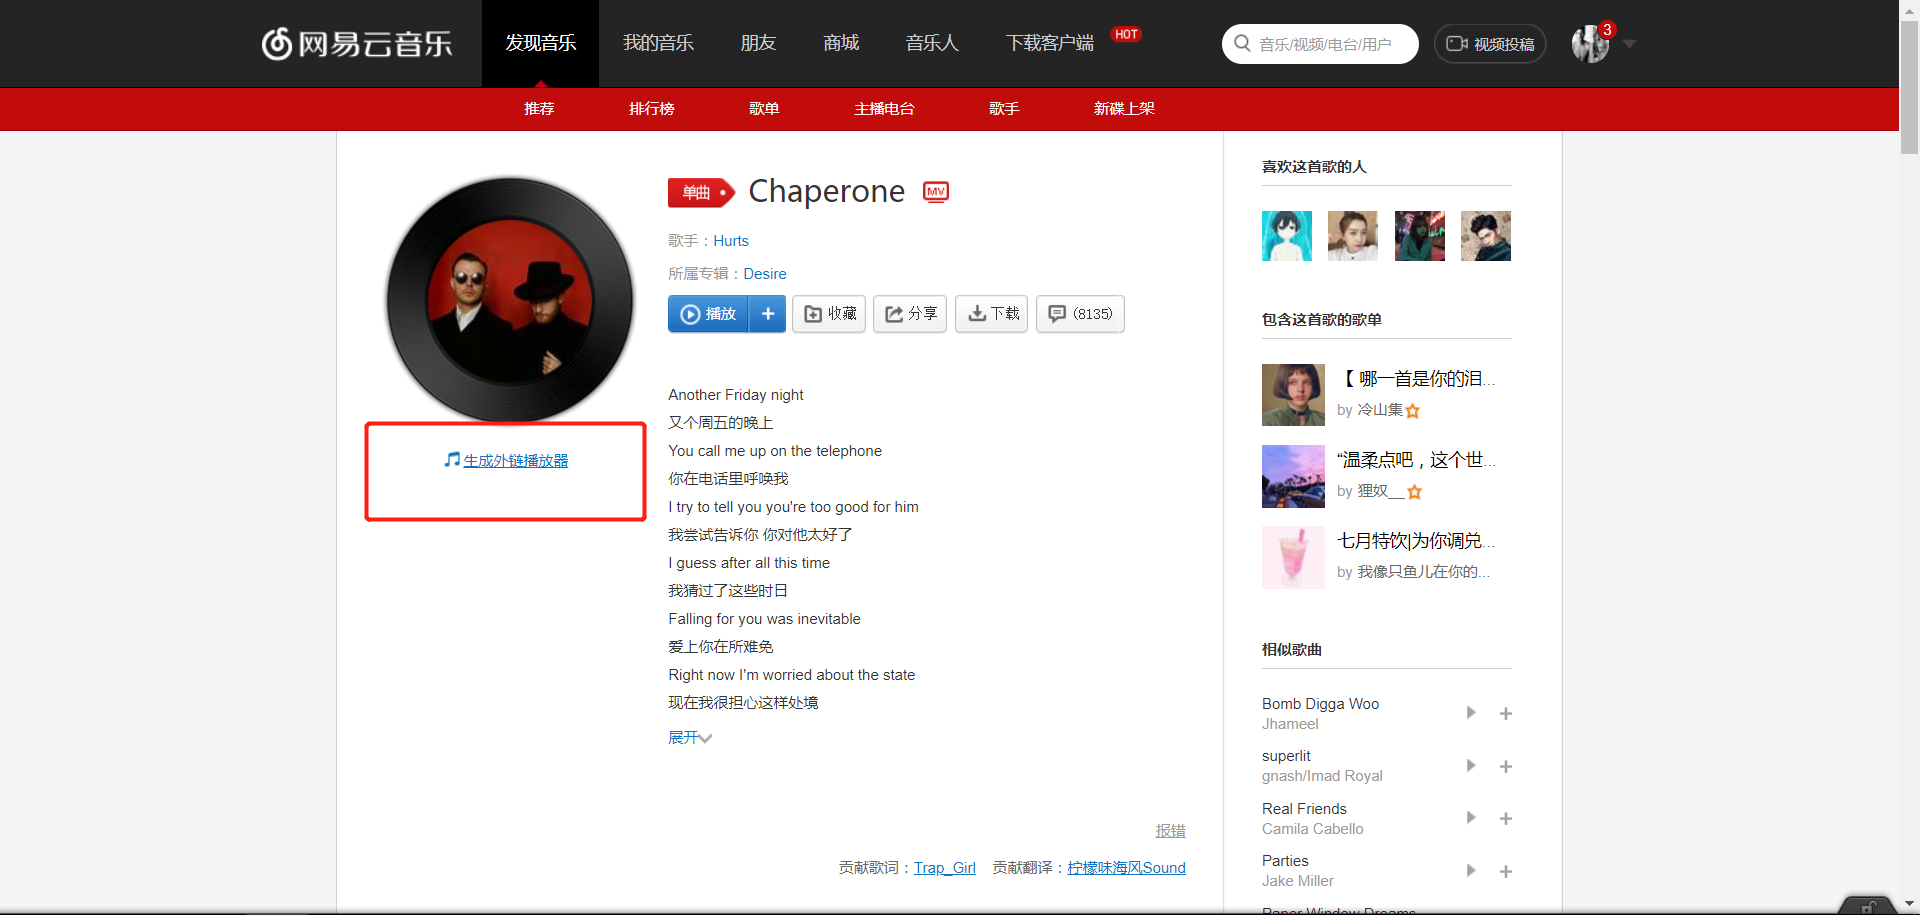 网易云音乐
发现音乐
我的音乐
朋友
商城
音乐人
下载客户端
HOT
音乐/视频/电台/用户
视频投稿
3
推荐
排行榜
歌单
主播电台
歌手
新碟上架
单曲
Chaperone
MV
歌手：Hurts
所属专辑：Desire
播放
+
收藏
分享
下载
(8135)
生成外链播放器
Another Friday night
又个周五的晚上
You call me up on the telephone
你在电话里呼唤我
I try to tell you you're too good for him
我尝试告诉你 你对他太好了
I guess after all this time
我猜过了这些时日
Falling for you was inevitable
爱上你在所难免
Right now I'm worried about the state
现在我很担心这样处境
展开
报错
贡献歌词：Trap_Girl 贡献翻译：柠檬味海风Sound
喜欢这首歌的人
包含这首歌的歌单
【 哪一首是你的泪...
by 冷山集
“温柔点吧，这个世...
by 狸奴__
七月特饮|为你调兑...
by 我像只鱼儿在你的...
相似歌曲
Bomb Digga Woo
Jhameel
superlit
gnash/Imad Royal
Real Friends
Camila Cabello
Parties
Jake Miller
Paper Window Dreams